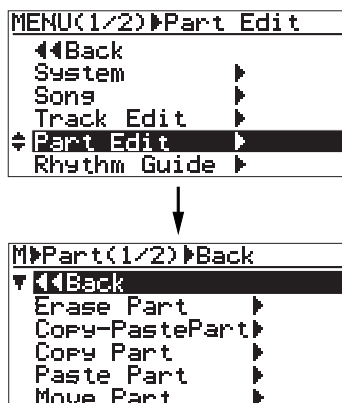 MENU(1/2)▶Part Edit
◀◀Back
System ▶
Song ▶
Track Edit ▶
Part Edit ▶
Rhythm Guide ▶
M▶Part(1/2)▶Back
◀◀Back
Erase Part ▶
Copy-PastePart▶
Copy Part ▶
Paste Part ▶
Move Part ▶